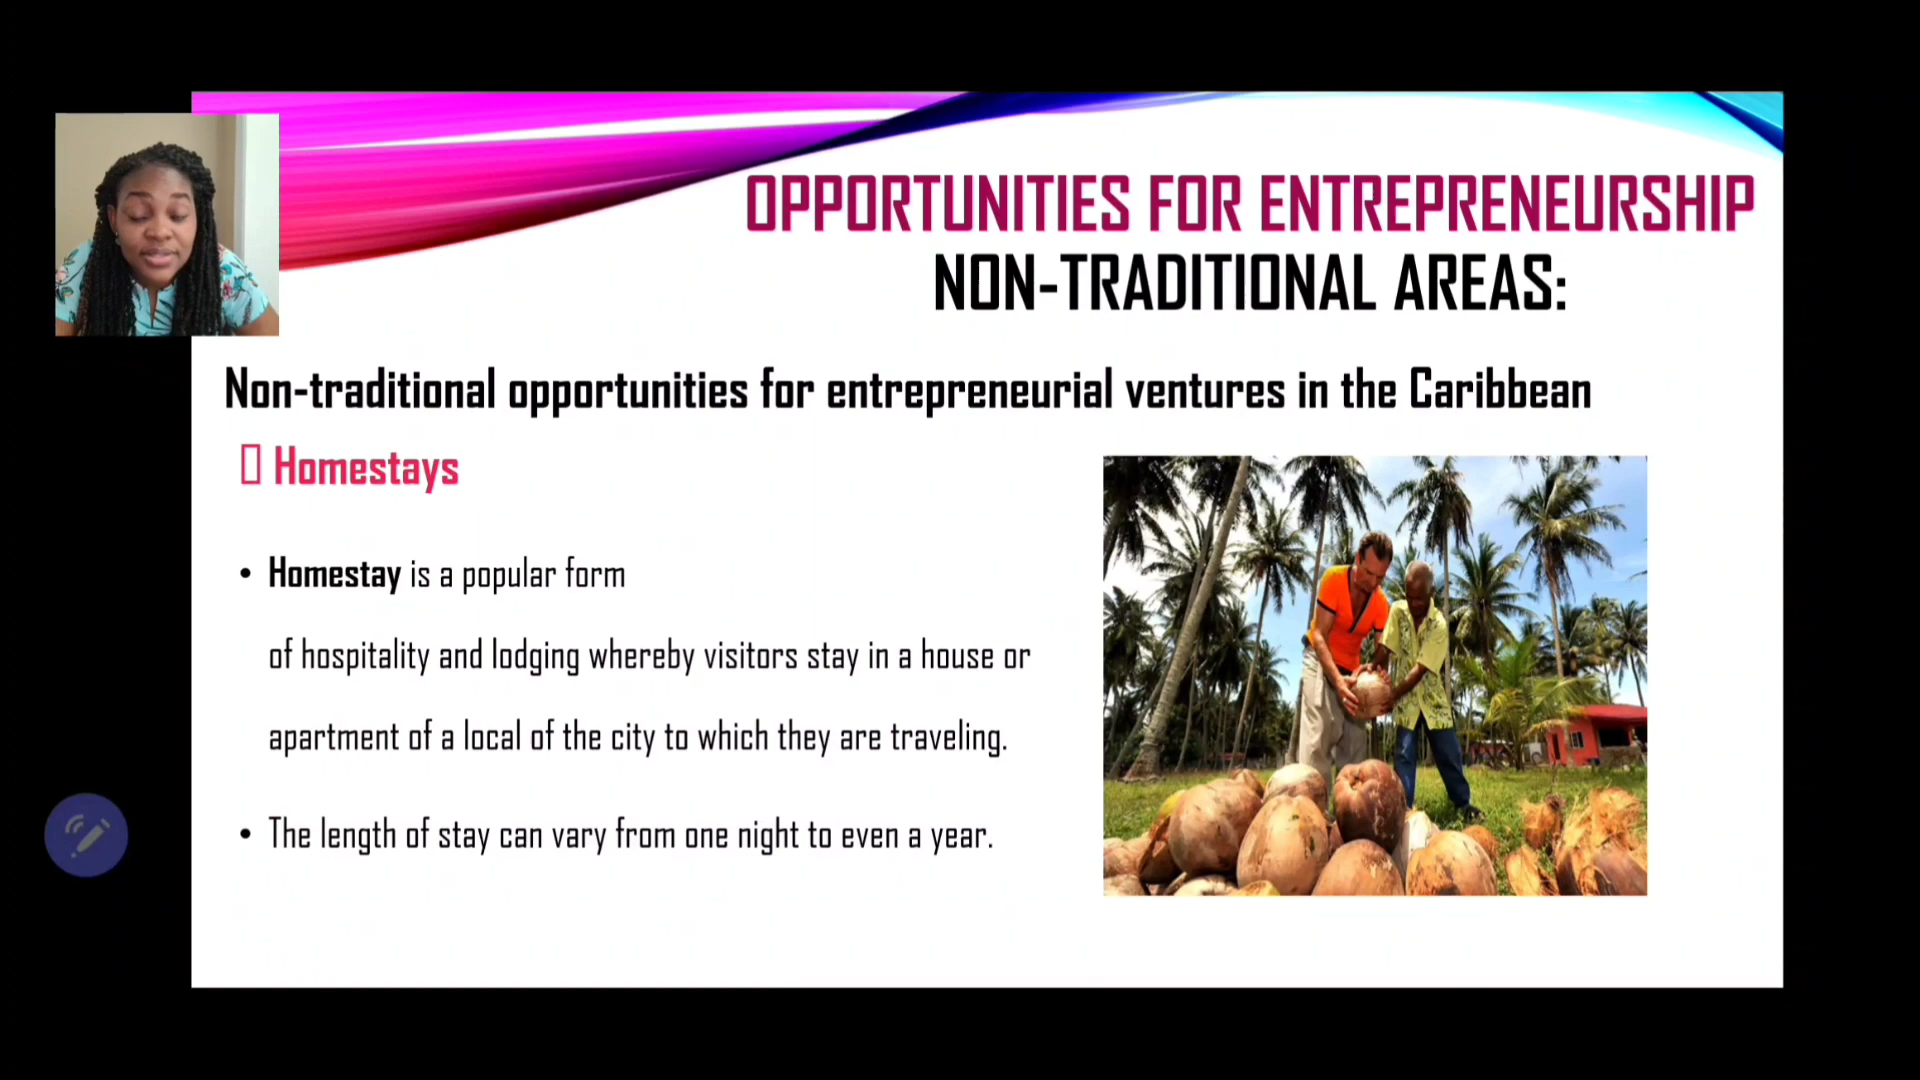 OPPORTUNITIES FOR ENTREPRENEURSHIP
NON-TRADITIONAL AREAS:
Non-traditional opportunities for entrepreneurial ventures in the Caribbean
Homestays
• Homestay is a popular form
of hospitality and lodging whereby visitors stay in a house or
apartment of a local of the city to which they are traveling.
• The length of stay can vary from one night to even a year.